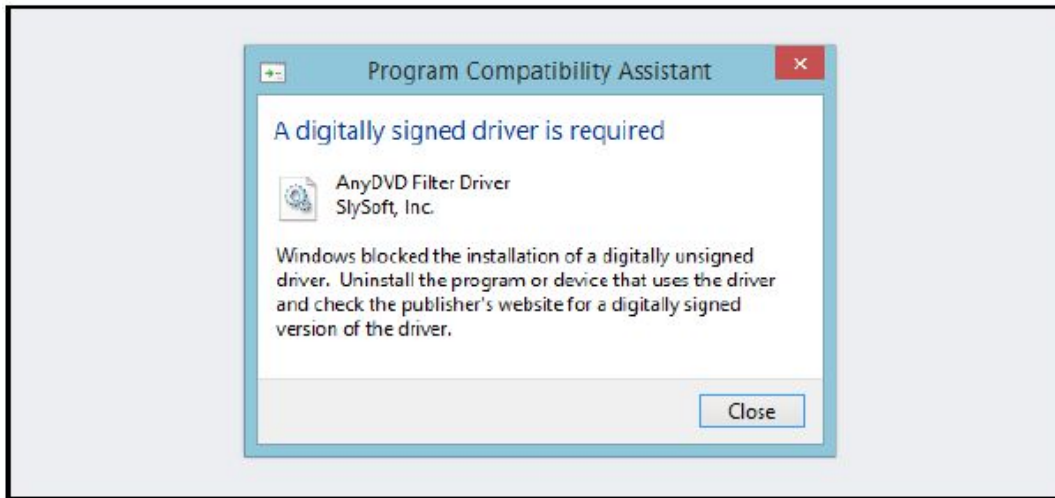 Program Compatibility Assistant
A digitally signed driver is required
AnyDVD Filter Driver
SlySoft, Inc.
Windows blocked the installation of a digitally unsigned
driver. Uninstall the program or device that uses the driver
and check the publisher's website for a digitally signed
version of the driver.
Close